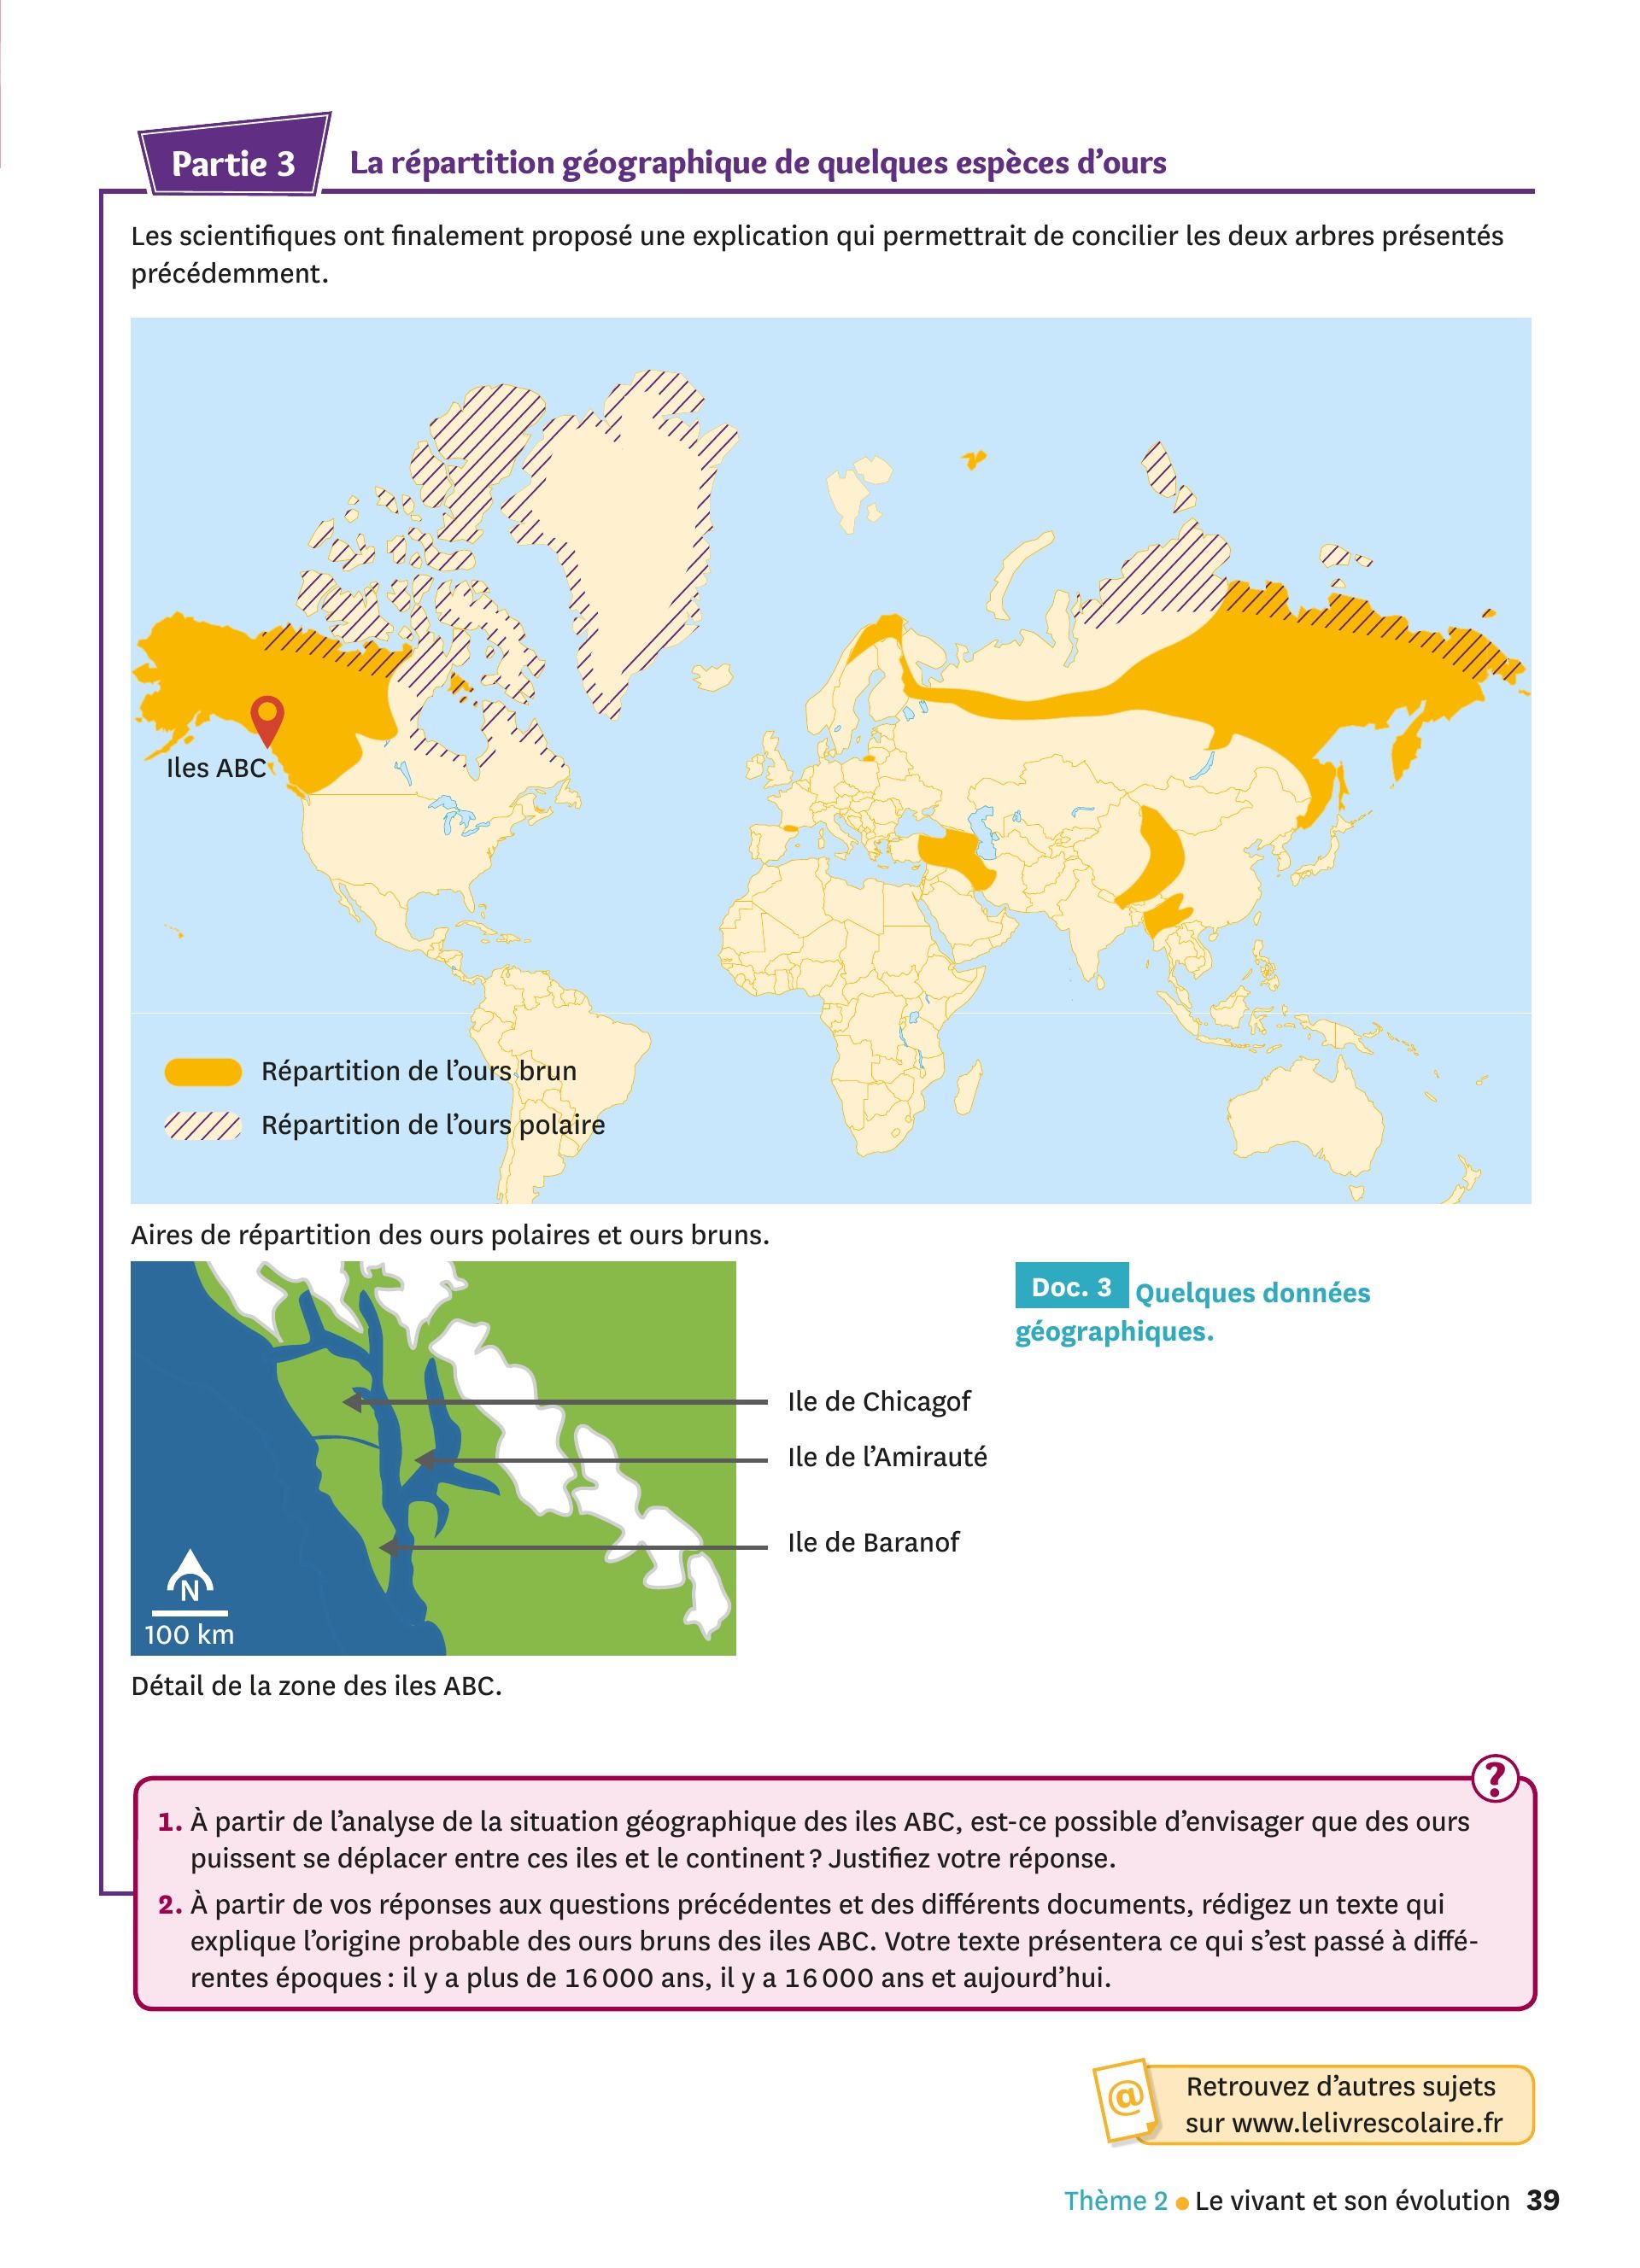 Partie 3
La répartition géographique de quelques espèces d'ours
Les scientifiques ont finalement proposé une explication qui permettrait de concilier les deux arbres présentés
précédemment.
Iles ABC
Répartition de l'ours brun
Répartition de l'ours polaire
Aires de répartition des ours polaires et ours bruns.
Doc. 3 Quelques données
géographiques.
Ile de Chicagof
Ile de l'Amirauté
Ile de Baranof
N
100 km
Détail de la zone des iles ABC.
?
1. À partir de l'analyse de la situation géographique des iles ABC, est-ce possible d'envisager que des ours
puissent se déplacer entre ces iles et le continent ? Justifiez votre réponse.
2. À partir de vos réponses aux questions précédentes et des différents documents, rédigez un texte qui
explique l'origine probable des ours bruns des iles ABC. Votre texte présentera ce qui s'est passé à diffé-
rentes époques : il y a plus de 16 000 ans, il y a 16 000 ans et aujourd'hui.
@
Retrouvez d'autres sujets
sur www.lelivrescolaire.fr
Thème 2 ● Le vivant et son évolution 39